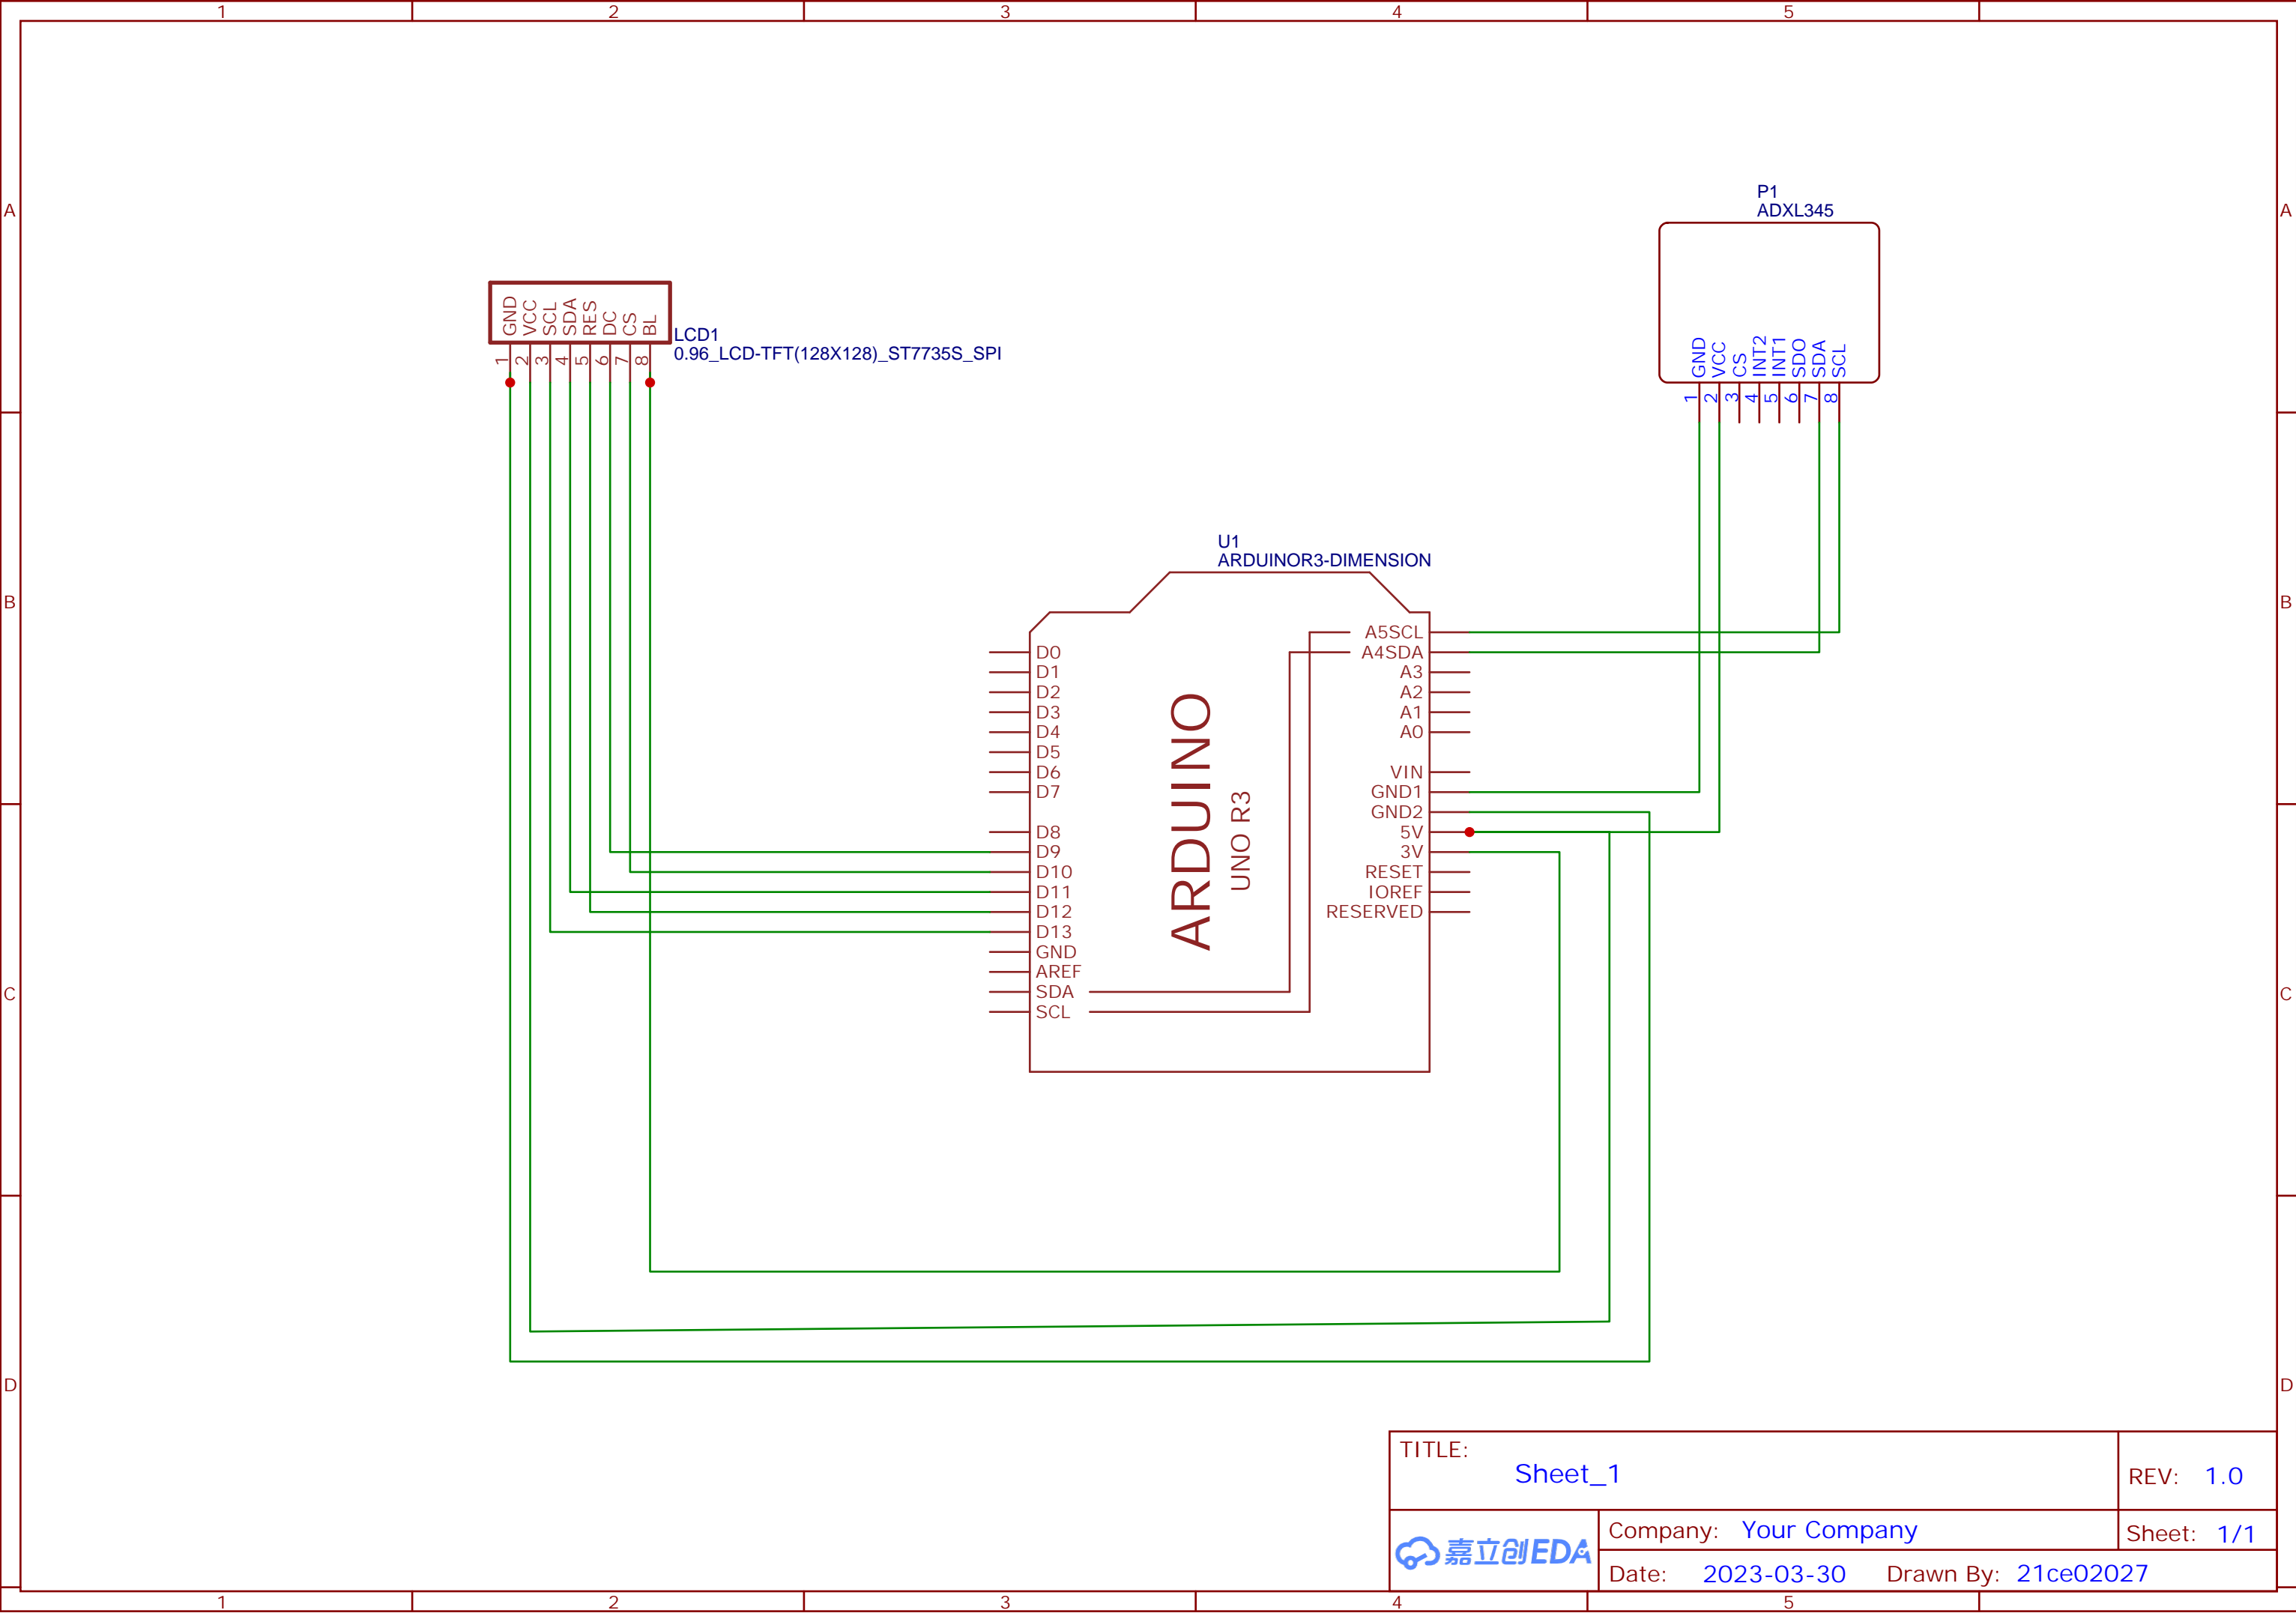 1 2 3 4 5
A A
P1
ADXL345
GND VCC CS INT2 INT1 SDO SDA SCL
1 2 3 4 5 6 7 8
GND VCC SCL SDA RES DC CS BL
1 2 3 4 5 6 7 8
LCD1
0.96_LCD-TFT(128X128)_ST7735S_SPI
B B
U1
ARDUINOR3-DIMENSION
D0
D1
D2
D3
D4
D5
D6
D7
D8
D9
D10
D11
D12
D13
GND
AREF
SDA
SCL
ARDUINO
UNO R3
A5SCL
A4SDA
A3
A2
A1
A0
VIN
GND1
GND2
5V
3V
RESET
IOREF
RESERVED
C C
D D
TITLE:
Sheet_1
REV: 1.0
嘉立创EDA
Company: Your Company
Sheet: 1/1
Date: 2023-03-30 Drawn By: 21ce02027
1 2 3 4 5